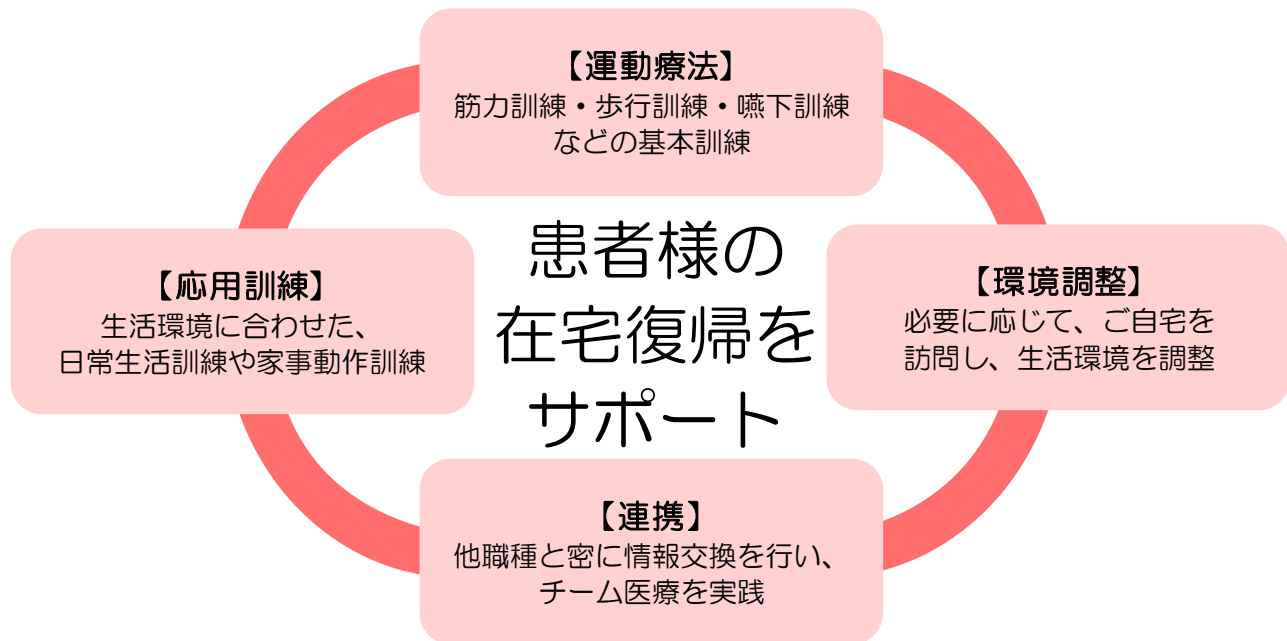 【運動療法】
筋力訓練・歩行訓練・嚥下訓練
などの基本訓練
患者様の
在宅復帰を
サポート
【応用訓練】
生活環境に合わせた、
日常生活訓練や家事動作訓練
【環境調整】
必要に応じて、ご自宅を
訪問し、生活環境を調整
【連携】
他職種と密に情報交換を行い、
チーム医療を実践